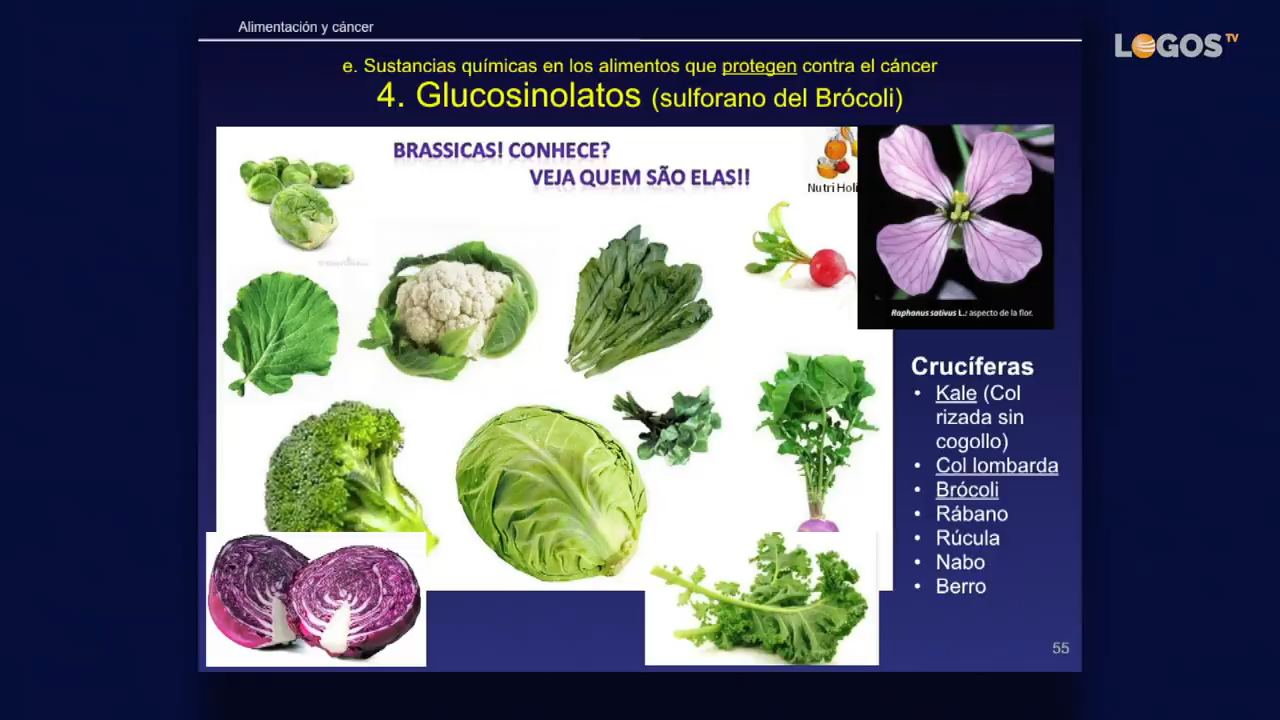 Alimentación y cáncer
LOGOS TV
e. Sustancias químicas en los alimentos que protegen contra el cáncer
4. Glucosinolatos (sulforano del Brócoli)
BRASSICAS! CONHECE?
VEJA QUEM SÃO ELAS!!
Nutri Holi
Raphanus sativus L.: aspecto de la flor.
Crucíferas
• Kale (Col
rizada sin
cogollo)
• Col lombarda
• Brócoli
• Rábano
• Rúcula
• Nabo
• Berro
55